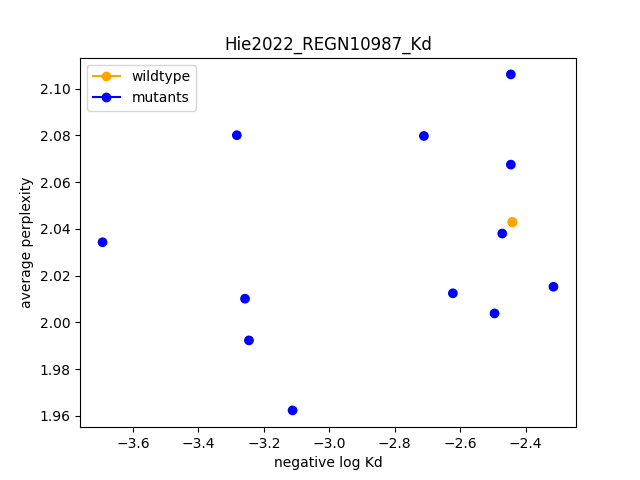 Hie2022_REGN10987_Kd
wildtype
mutants
average perplexity
2.10
2.08
2.06
2.04
2.02
2.00
1.98
1.96
−3.6 −3.4 −3.2 −3.0 −2.8 −2.6 −2.4
negative log Kd